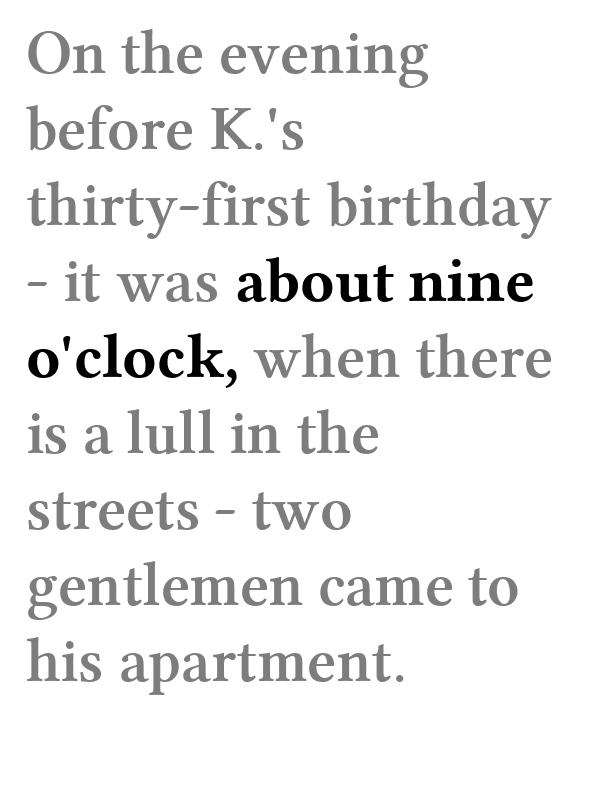 On the evening
before K.'s
thirty-first birthday
- it was about nine
o'clock, when there
is a lull in the
streets - two
gentlemen came to
his apartment.